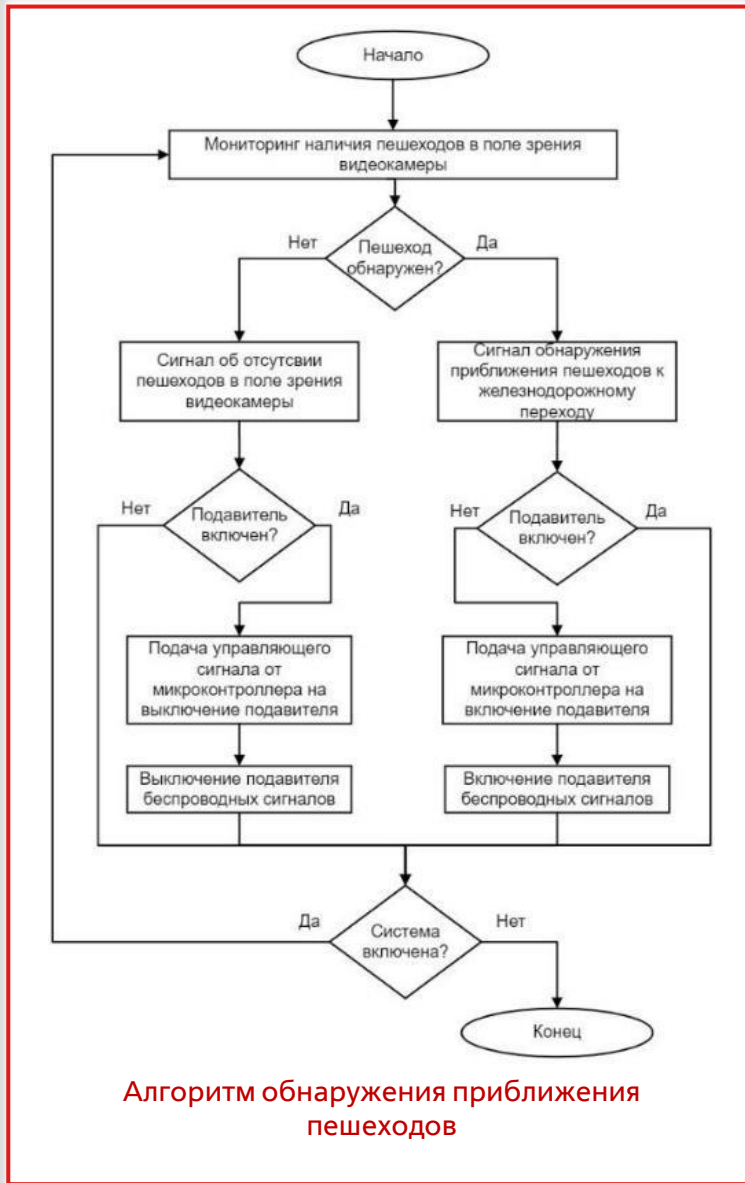 Начало
Мониторинг наличия пешеходов в поле зрения
видеокамеры
Нет
Пешеход
обнаружен?
Да
Сигнал об отсутсвии
пешеходов в поле зрения
видеокамеры
Сигнал обнаружения
приближения пешеходов к
железнодорожному
переходу
Нет
Подавитель
включен?
Да
Нет
Подавитель
включен?
Да
Подача управляющего
сигнала от
микроконтроллера на
выключение подавителя
Подача управляющего
сигнала от
микроконтроллера на
включение подавителя
Выключение подавителя
беспроводных сигналов
Включение подавителя
беспроводных сигналов
Да
Система
включена?
Нет
Конец
Алгоритм обнаружения приближения
пешеходов